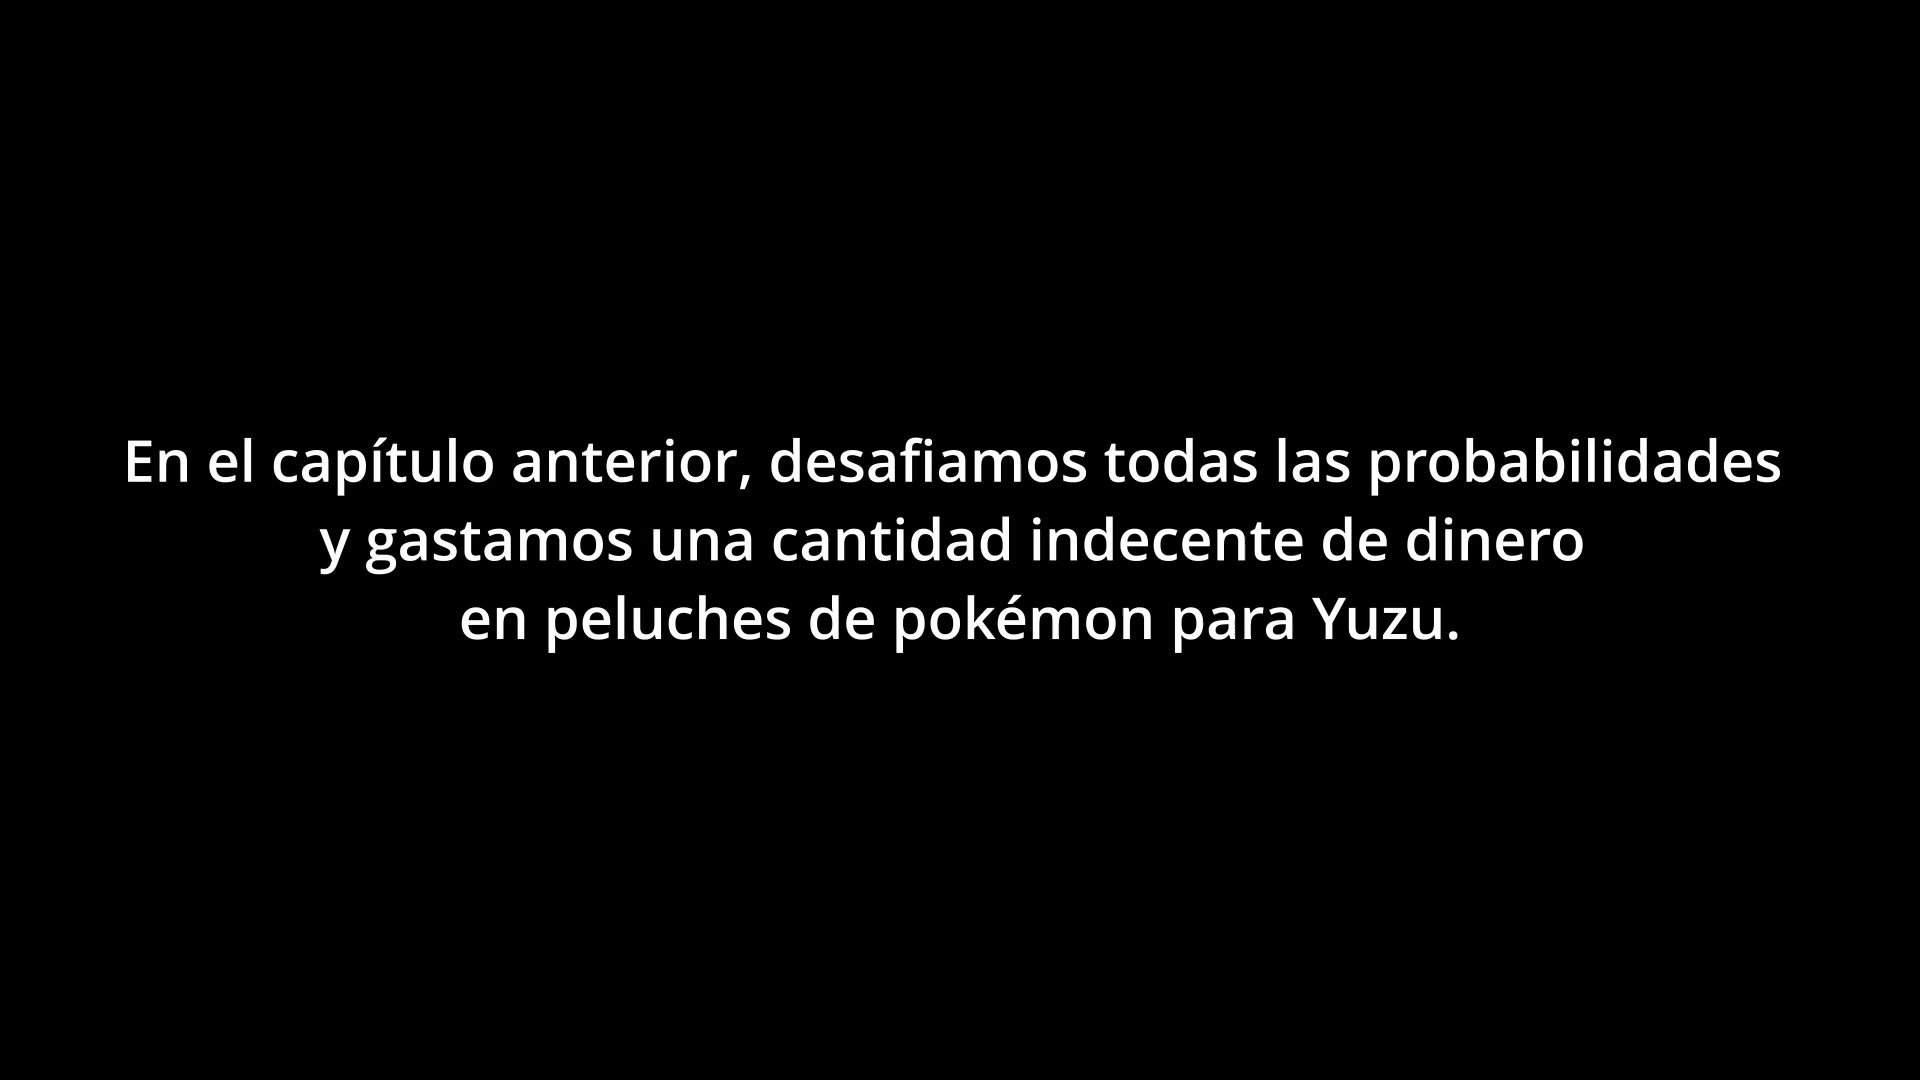 En el capítulo anterior, desafiamos todas las probabilidades
y gastamos una cantidad indecente de dinero
en peluches de pokémon para Yuzu.